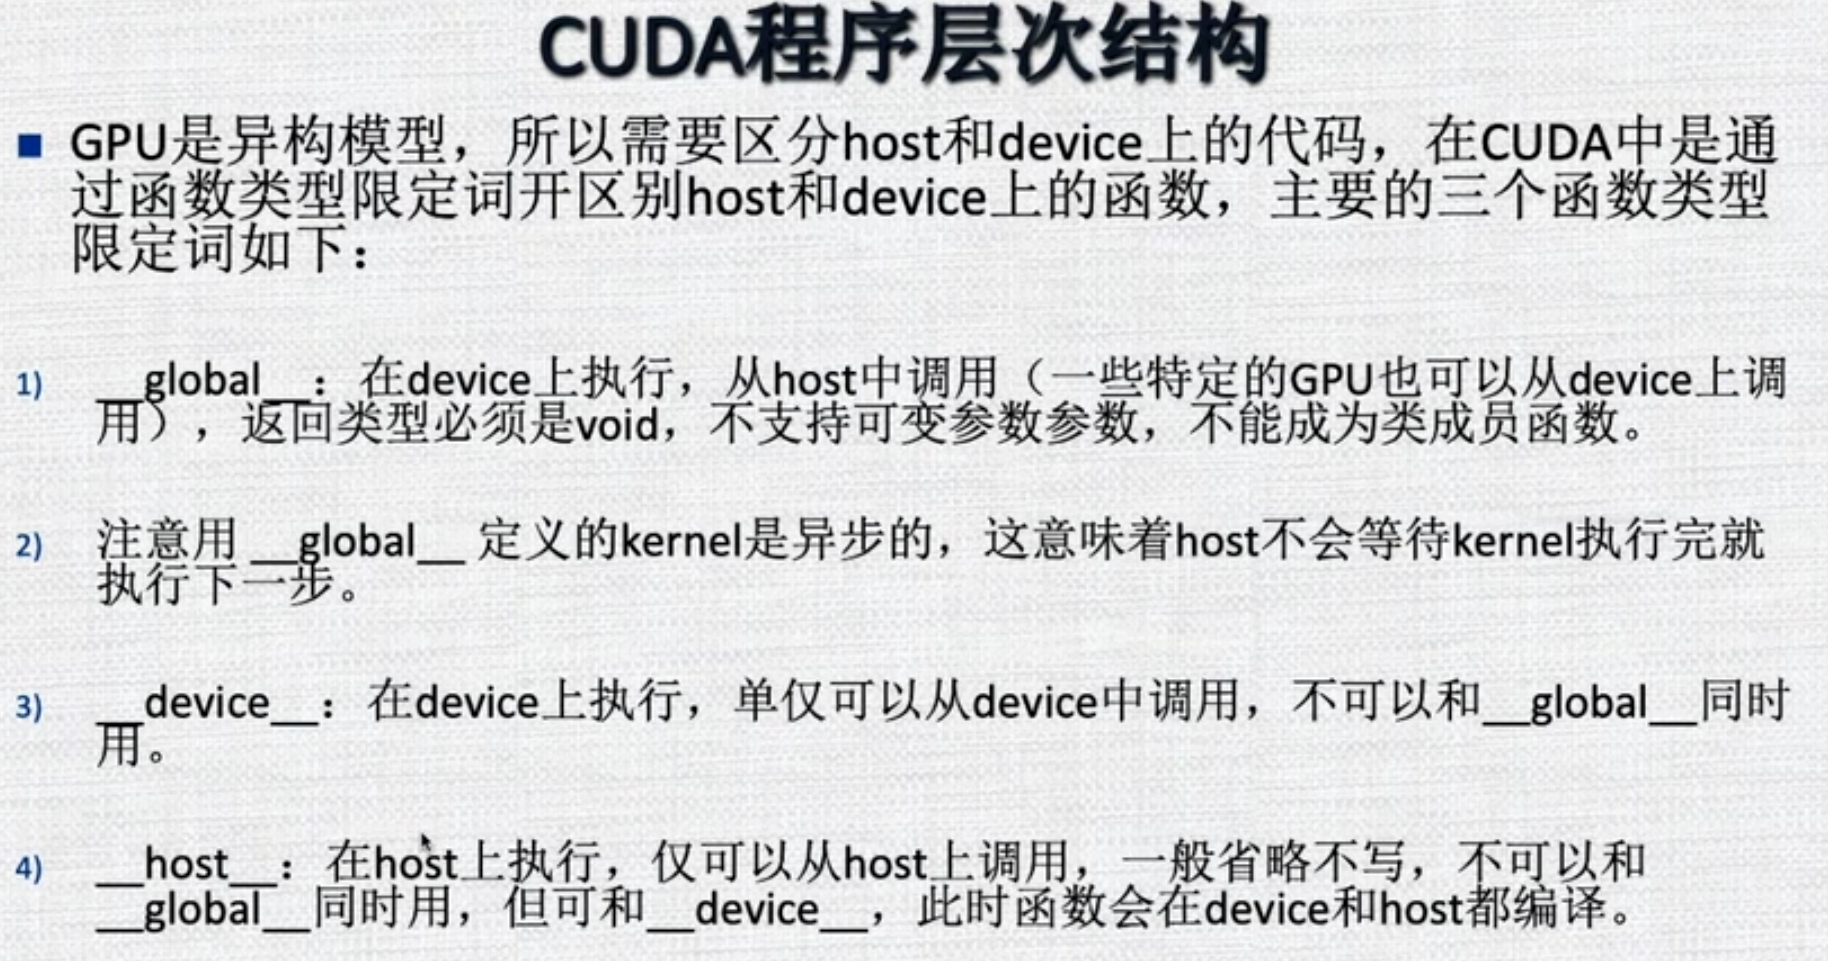 CUDA程序层次结构
■ GPU是异构模型，所以需要区分host和device上的代码，在CUDA中是通
过函数类型限定词开区别host和device上的函数，主要的三个函数类型
限定词如下：
1) __global__：在device上执行，从host中调用（一些特定的GPU也可以从device上调
用），返回类型必须是void，不支持可变参数参数，不能成为类成员函数。
2) 注意用 __global__ 定义的kernel是异步的，这意味着host不会等待kernel执行完就
执行下一步。
3) __device__：在device上执行，单仅可以从device中调用，不可以和__global__同时
用。
4) __host__：在host上执行，仅可以从host上调用，一般省略不写，不可以和
__global__同时用，但可和__device__，此时函数会在device和host都编译。